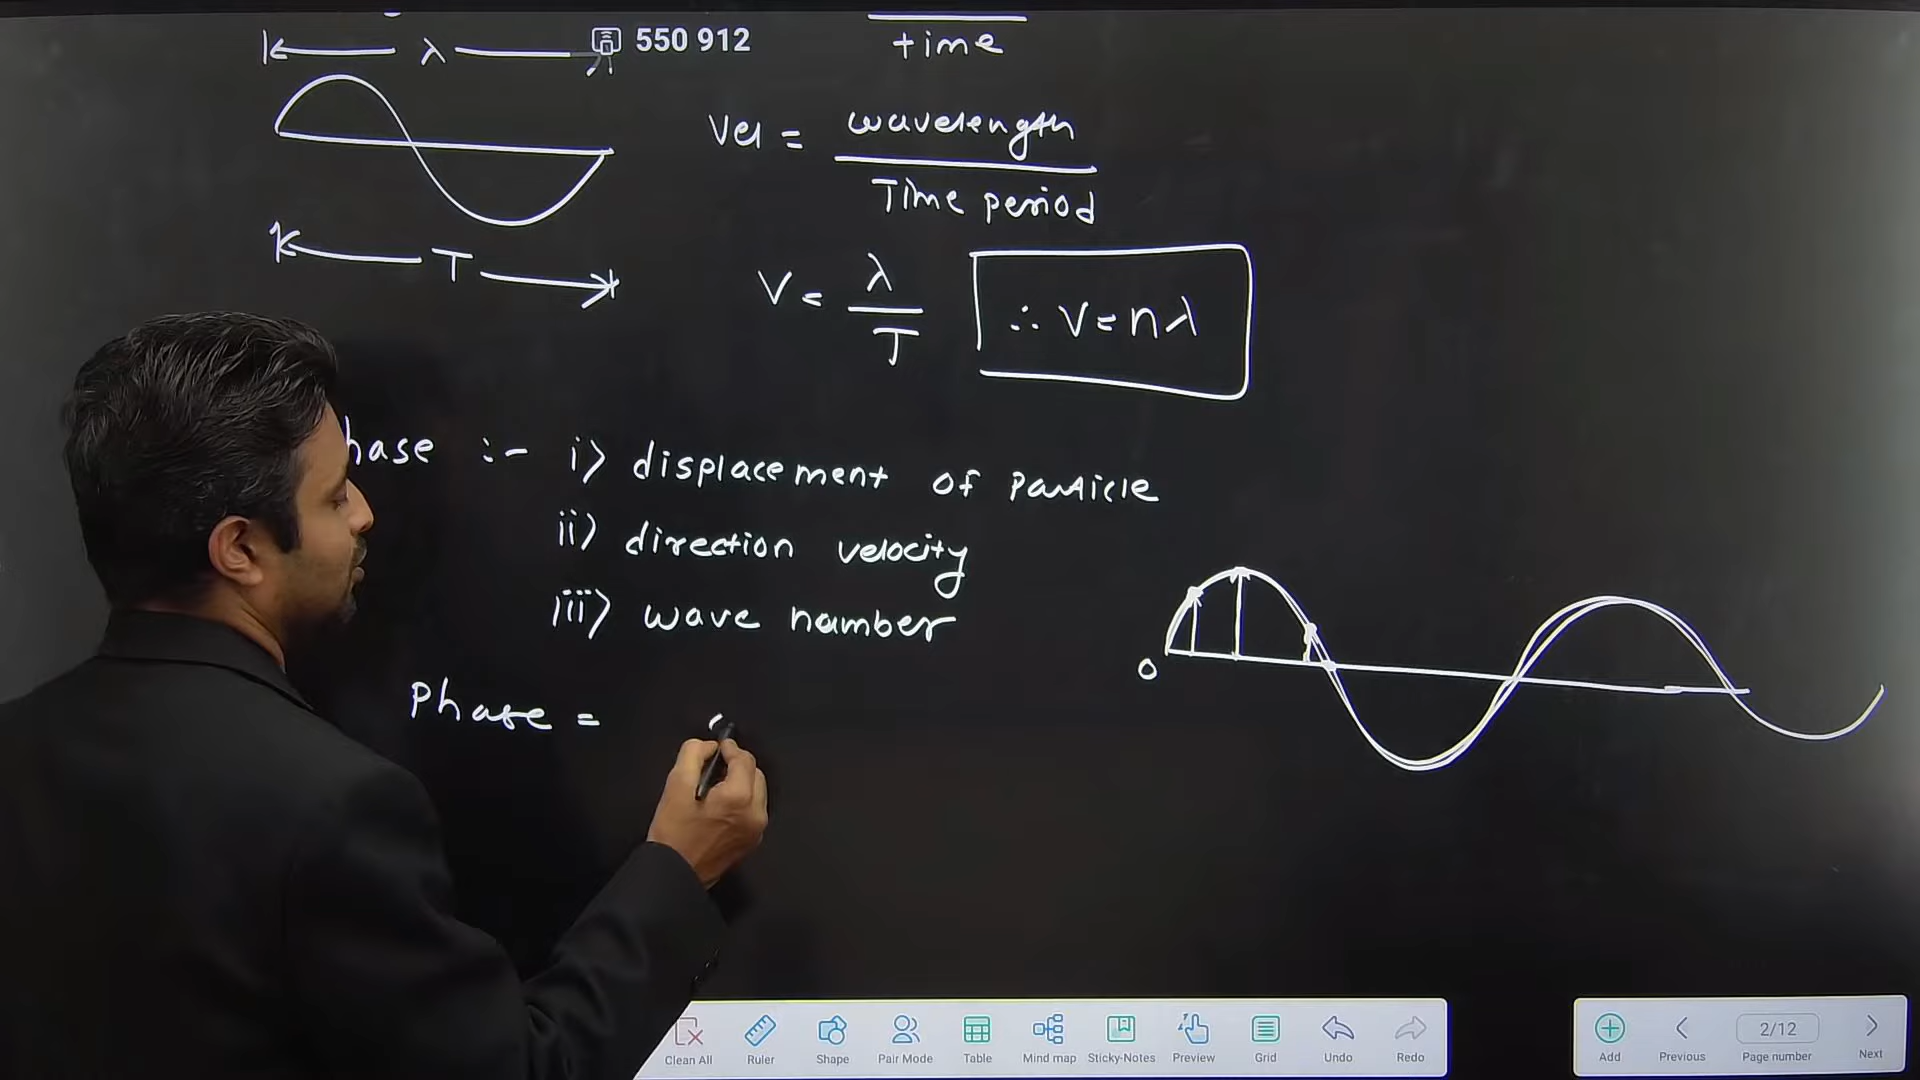 λ 550 912
time
Vel = wavelength
Time period
T
V = λ
T
∴ V = nλ
hase :- i) displacement of particle
ii) direction velocity
iii) wave number
Phase =
0
Clean All Ruler Shape Pair Mode Table Mind map Sticky-Notes Preview Grid Undo Redo
Add Previous 2/12 Page number Next